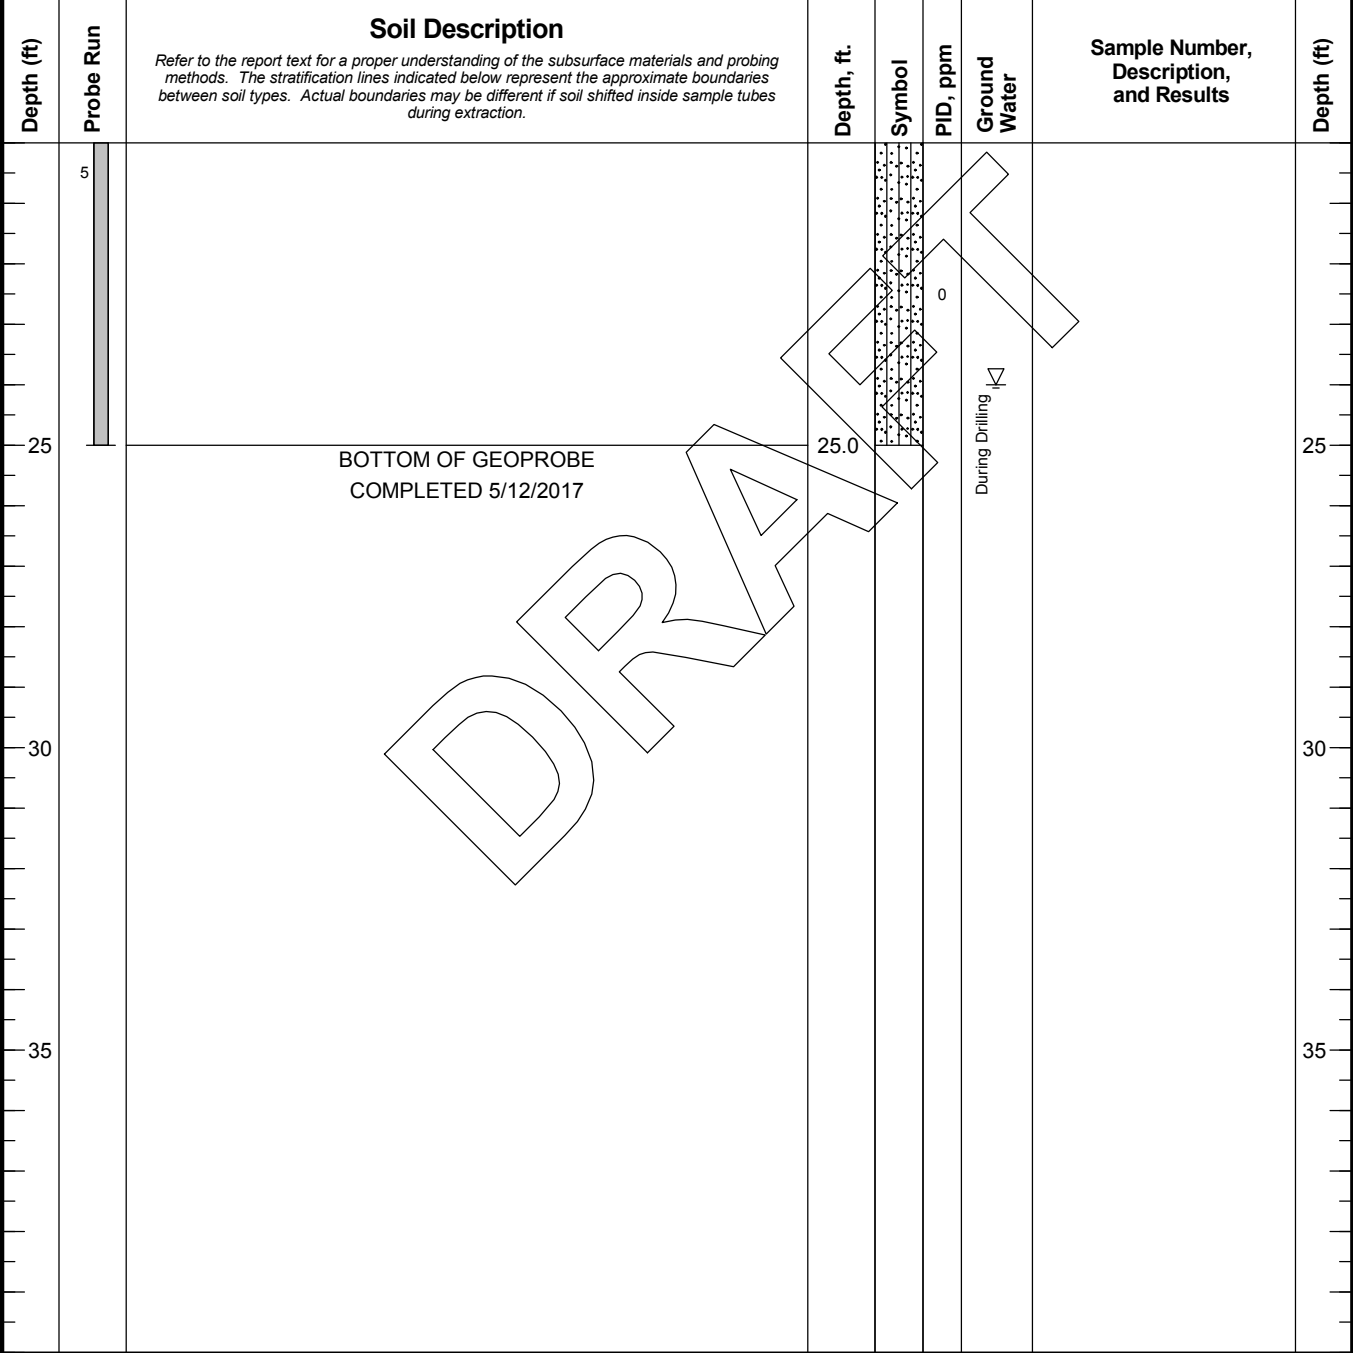 Depth (ft)
Probe Run
Soil Description
Refer to the report text for a proper understanding of the subsurface materials and probing
methods. The stratification lines indicated below represent the approximate boundaries
between soil types. Actual boundaries may be different if soil shifted inside sample tubes
during extraction.
Depth, ft.
Symbol
PID, ppm
Ground
Water
Sample Number,
Description,
and Results
Depth (ft)
5
0
During Drilling
25
25.0
25
BOTTOM OF GEOPROBE
COMPLETED 5/12/2017
DRAFT
30
30
35
35